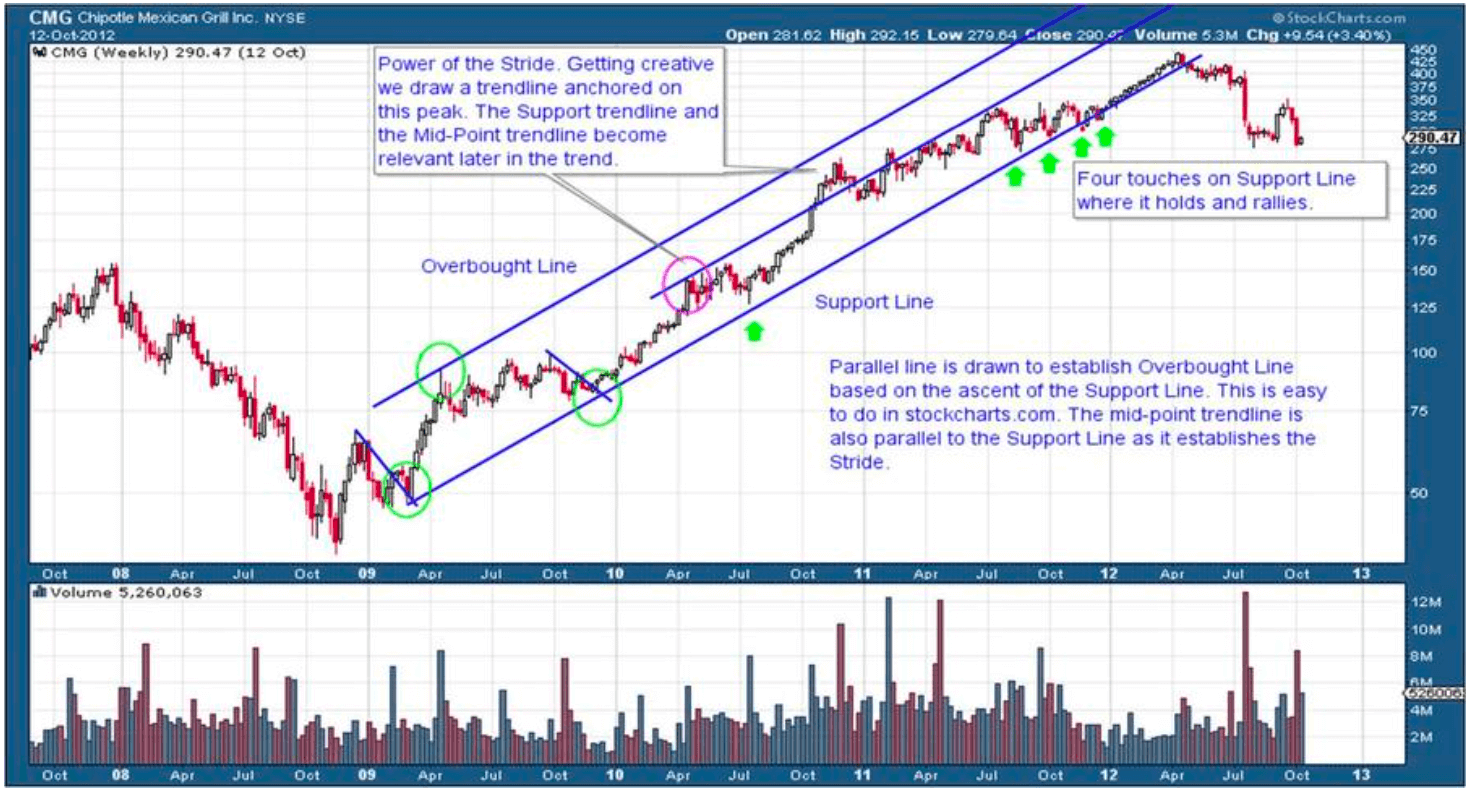 CMG Chipotle Mexican Grill Inc. NYSE
© StockCharts.com
12-Oct-2012
Open 281.62 High 292.15 Low 279.64 Close 290.47 Volume 5.3M Chg +9.54 (+3.40%)
CMG (Weekly) 290.47 (12 Oct)
Power of the Stride. Getting creative
we draw a trendline anchored on
this peak. The Support trendline and
the Mid-Point trendline become
relevant later in the trend.
450
425
400
375
350
325
290.47
275
250
225
200
175
150
125
100
75
50
Four touches on Support Line
where it holds and rallies.
Overbought Line
Support Line
Parallel line is drawn to establish Overbought Line
based on the ascent of the Support Line. This is easy
to do in stockcharts.com. The mid-point trendline is
also parallel to the Support Line as it establishes the
Stride.
Oct 08 Apr Jul Oct 09 Apr Jul Oct 10 Apr Jul Oct 11 Apr Jul Oct 12 Apr Jul Oct 13
Volume 5,260,063
12M
10M
8M
6M
4M
2M
Oct 08 Apr Jul Oct 09 Apr Jul Oct 10 Apr Jul Oct 11 Apr Jul Oct 12 Apr Jul Oct 13